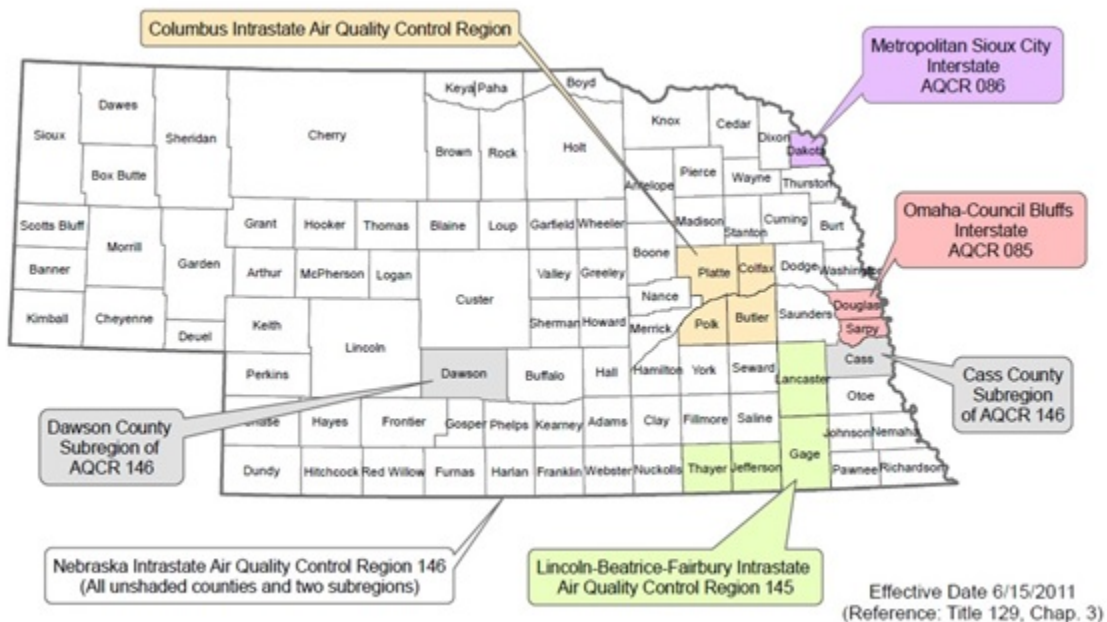 Columbus Intrastate Air Quality Control Region
Metropolitan Sioux City
Interstate
AQCR 086
Keya Paha
Boyd
Dawes
Sioux
Sheridan
Cherry
Knox
Cedar
Dixon
Dakota
Brown
Rock
Holt
Box Butte
Antelope
Pierce
Wayne
Thurston
Omaha-Council Bluffs
Interstate
AQCR 085
Scotts Bluff
Morrill
Garden
Grant
Hooker
Thomas
Blaine
Loup
Garfield
Wheeler
Madison
Stanton
Cuming
Burt
Boone
Banner
Arthur
McPherson
Logan
Custer
Valley
Greeley
Platte
Colfax
Dodge
Washington
Nance
Douglas
Kimball
Cheyenne
Deuel
Keith
Lincoln
Sherman
Howard
Merrick
Polk
Butler
Saunders
Sarpy
Cass
Perkins
Dawson
Buffalo
Hall
Hamilton
York
Seward
Lancaster
Otoe
Cass County
Subregion
of AQCR 146
Dawson County
Subregion of
AQCR 146
Hayes
Frontier
Gosper
Phelps
Kearney
Adams
Clay
Fillmore
Saline
Johnson
Nemaha
Gage
Dundy
Hitchcock
Red Willow
Furnas
Harlan
Franklin
Webster
Nuckolls
Thayer
Jefferson
Pawnee
Richardson
Nebraska Intrastate Air Quality Control Region 146
(All unshaded counties and two subregions)
Lincoln-Beatrice-Fairbury Intrastate
Air Quality Control Region 145
Effective Date 6/15/2011
(Reference: Title 129, Chap. 3)